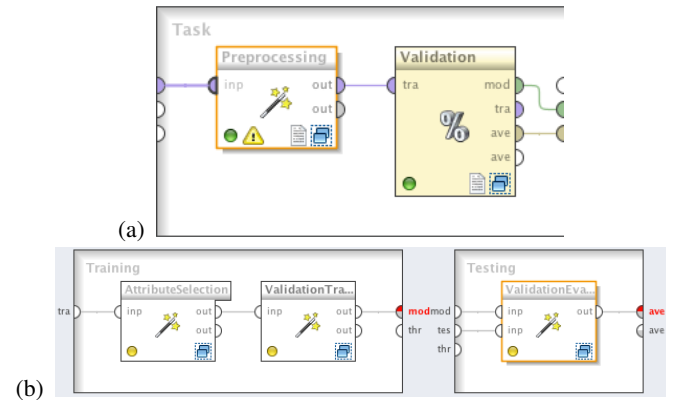 Task
Preprocessing
Validation
inp out
out
tra mod
tra
ave
ave
%
(a)
Training
Testing
AttributeSelection
ValidationTra...
ValidationEva...
tra
inp out
out
inp out
out
mod mod
thr tes
thr
inp out
inp
ave
ave
(b)